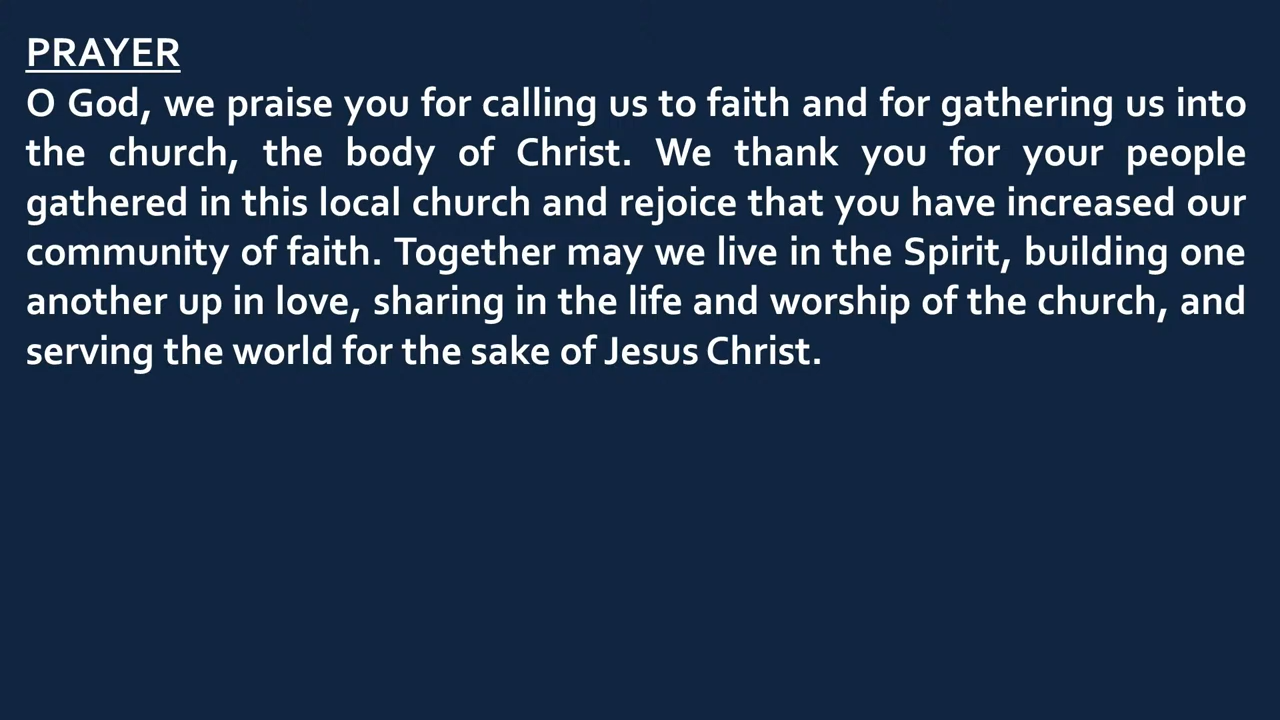 PRAYER
O God, we praise you for calling us to faith and for gathering us into
the church, the body of Christ. We thank you for your people
gathered in this local church and rejoice that you have increased our
community of faith. Together may we live in the Spirit, building one
another up in love, sharing in the life and worship of the church, and
serving the world for the sake of Jesus Christ.